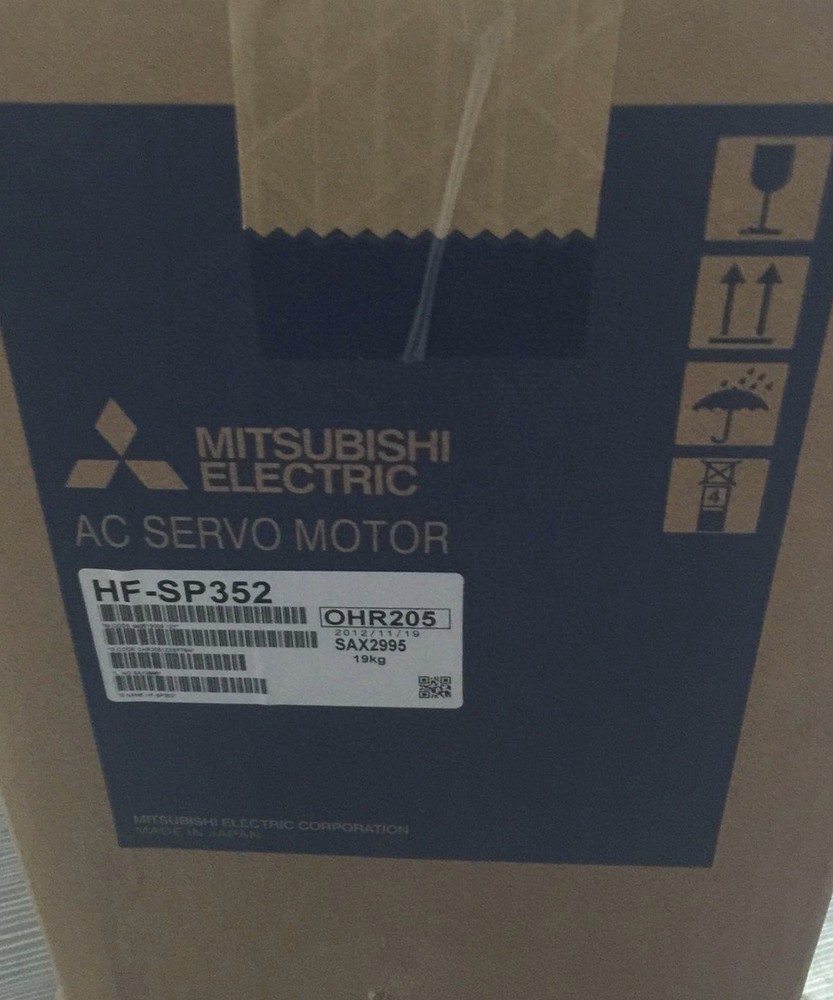 4
MITSUBISHI
ELECTRIC
AC SERVO MOTOR
HF-SP352
OHR205
2012/11/19
SAX2995
19kg
MITSUBISHI ELECTRIC CORPORATION
MADE IN JAPAN